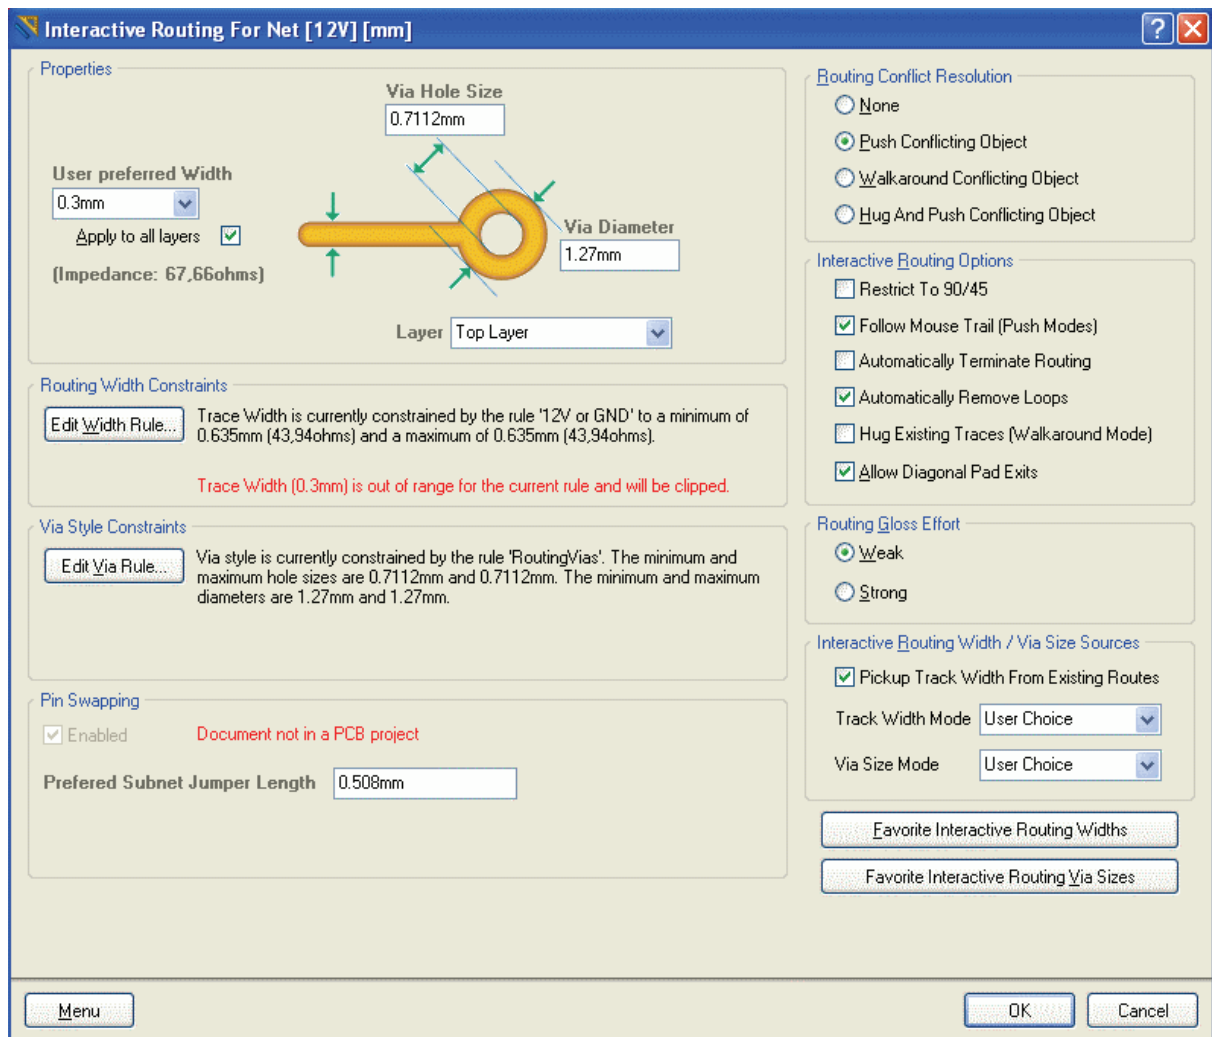 Interactive Routing For Net [12V] [mm]
Properties
Via Hole Size
0.7112mm
User preferred Width
0.3mm
Apply to all layers
(Impedance: 67,66ohms)
Via Diameter
1.27mm
Layer Top Layer
Routing Width Constraints
Edit Width Rule...
Trace Width is currently constrained by the rule '12V or GND' to a minimum of
0.635mm (43,94ohms) and a maximum of 0.635mm (43,94ohms).
Trace Width (0.3mm) is out of range for the current rule and will be clipped.
Via Style Constraints
Edit Via Rule...
Via style is currently constrained by the rule 'RoutingVias'. The minimum and
maximum hole sizes are 0.7112mm and 0.7112mm. The minimum and maximum
diameters are 1.27mm and 1.27mm.
Pin Swapping
Enabled
Document not in a PCB project
Prefered Subnet Jumper Length 0.508mm
Routing Conflict Resolution
None
Push Conflicting Object
Walkaround Conflicting Object
Hug And Push Conflicting Object
Interactive Routing Options
Restrict To 90/45
Follow Mouse Trail (Push Modes)
Automatically Terminate Routing
Automatically Remove Loops
Hug Existing Traces (Walkaround Mode)
Allow Diagonal Pad Exits
Routing Gloss Effort
Weak
Strong
Interactive Routing Width / Via Size Sources
Pickup Track Width From Existing Routes
Track Width Mode User Choice
Via Size Mode User Choice
Favorite Interactive Routing Widths
Favorite Interactive Routing Via Sizes
Menu
OK
Cancel